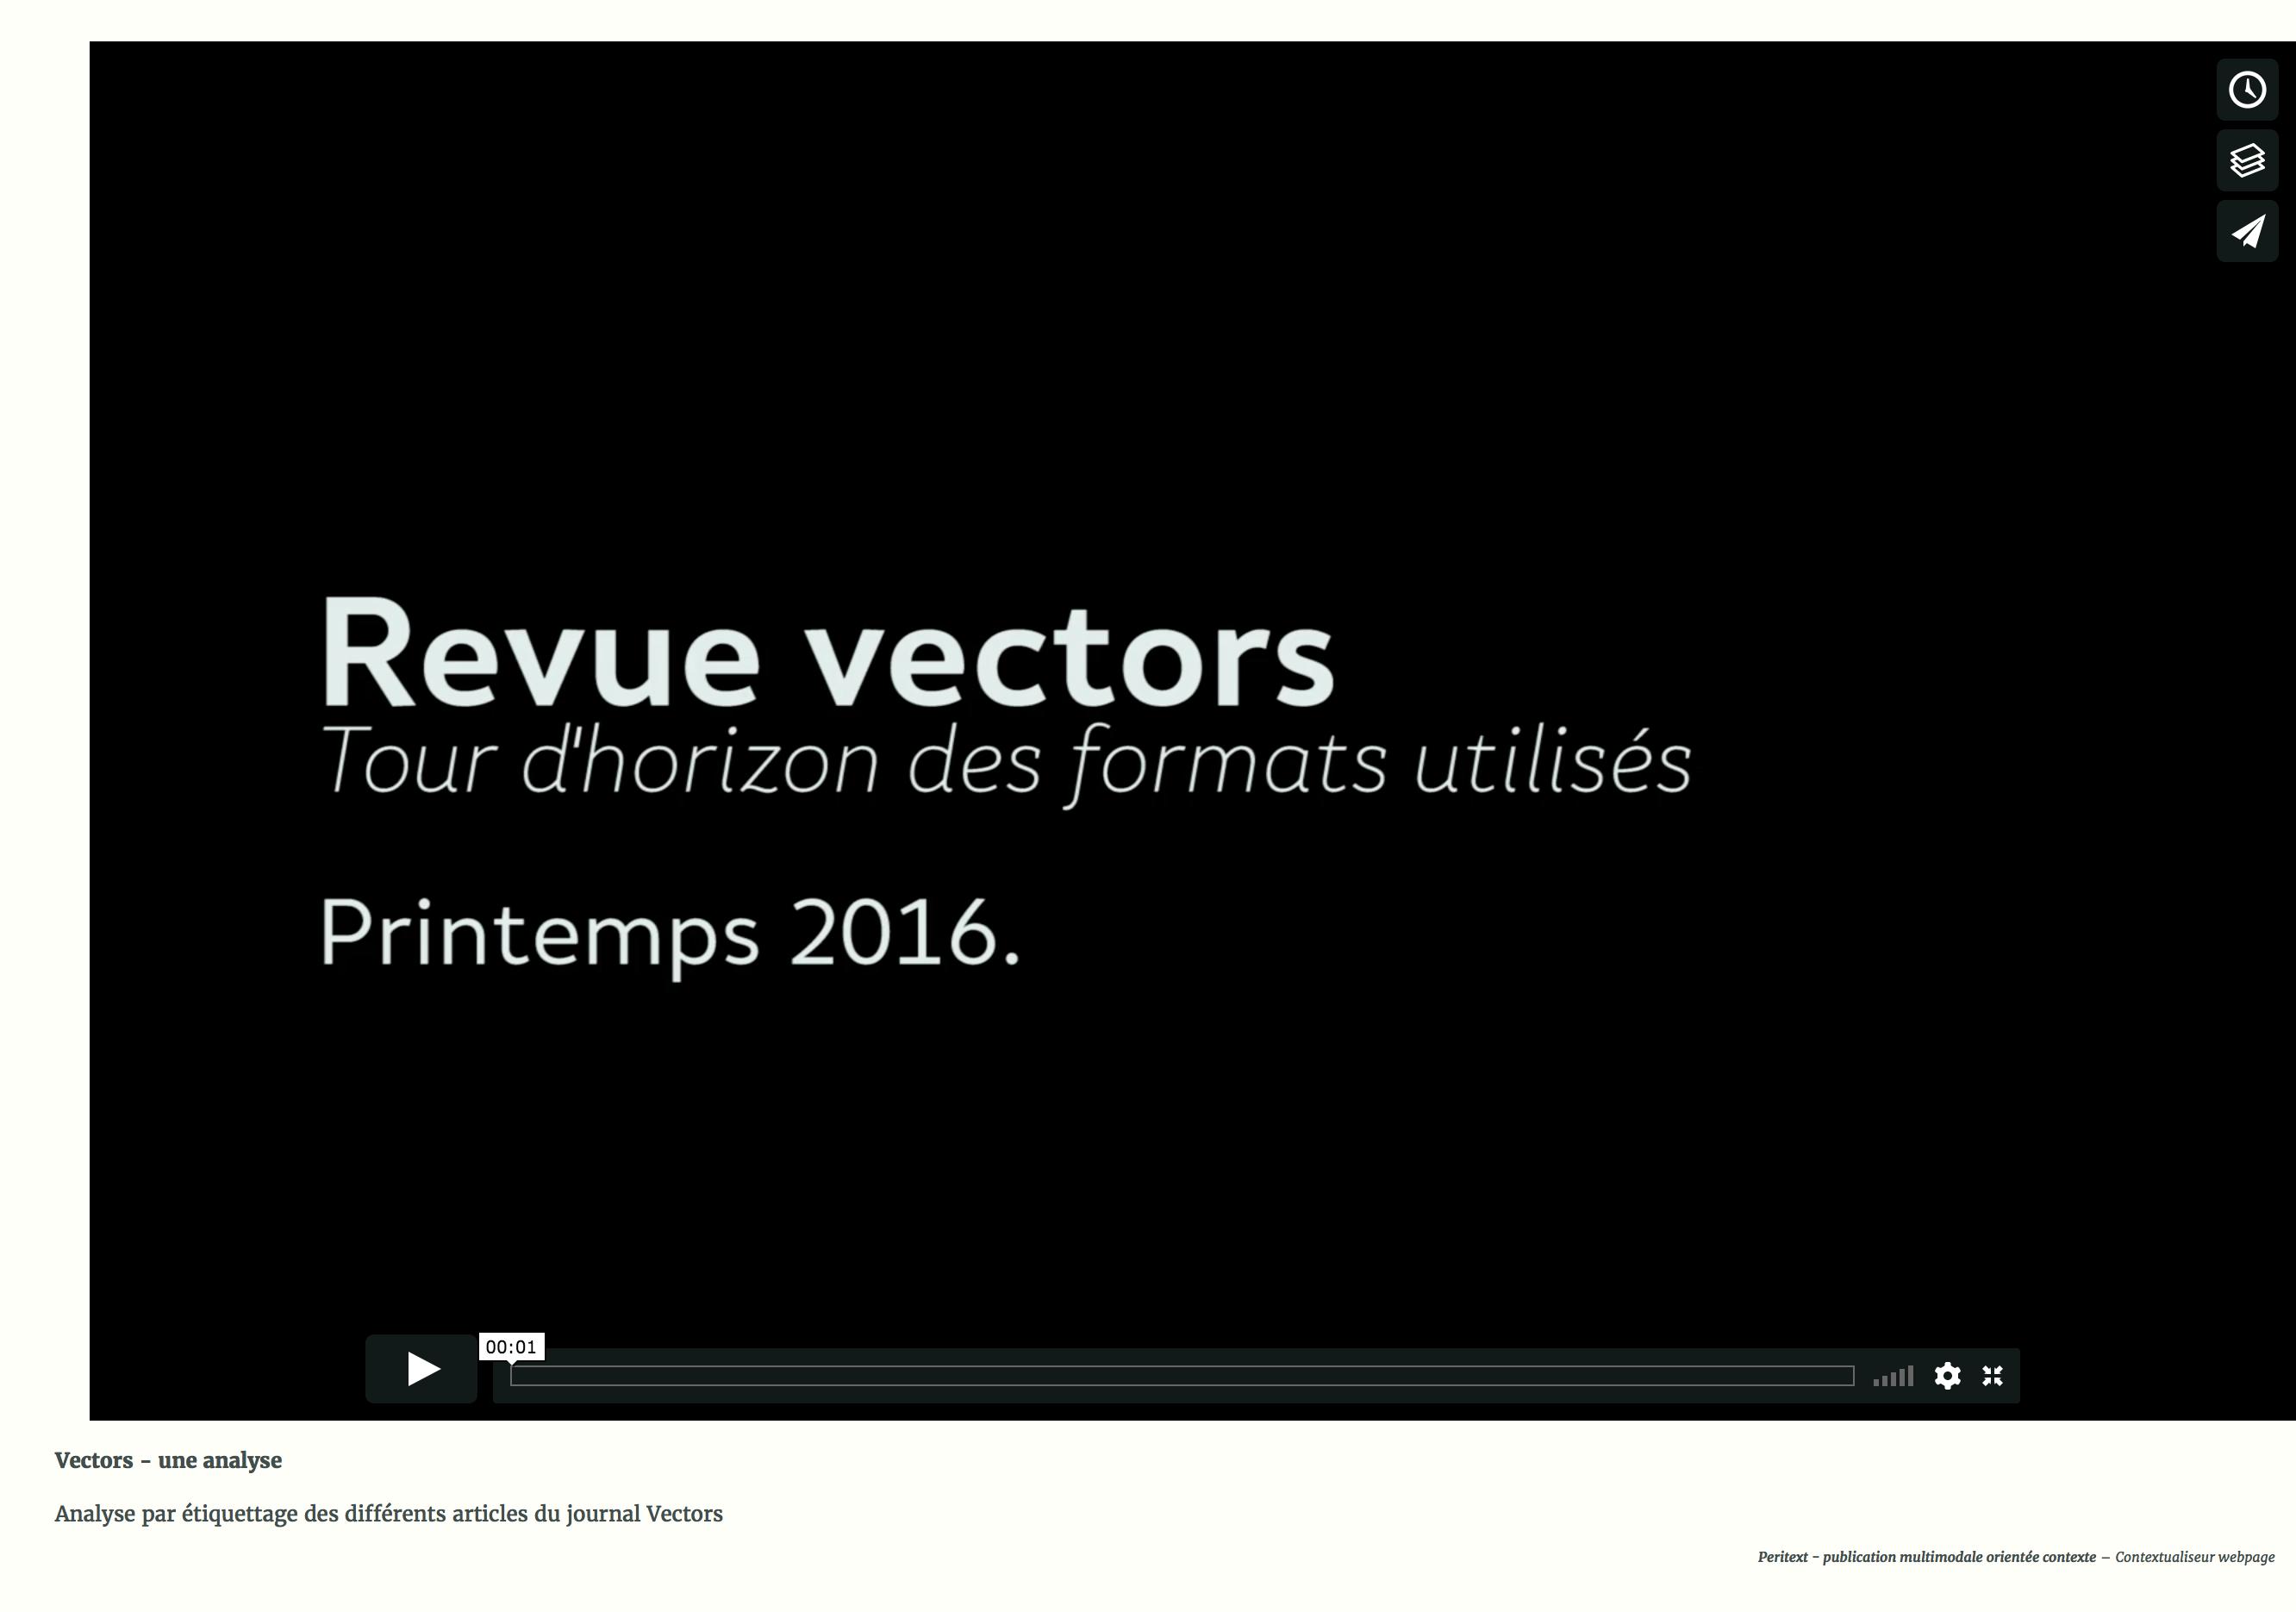 Revue vectors
Tour d'horizon des formats utilisés
Printemps 2016.
00:01
Vectors – une analyse
Analyse par étiquettage des différents articles du journal Vectors
Peritext – publication multimodale orientée contexte – Contextualiseur webpage